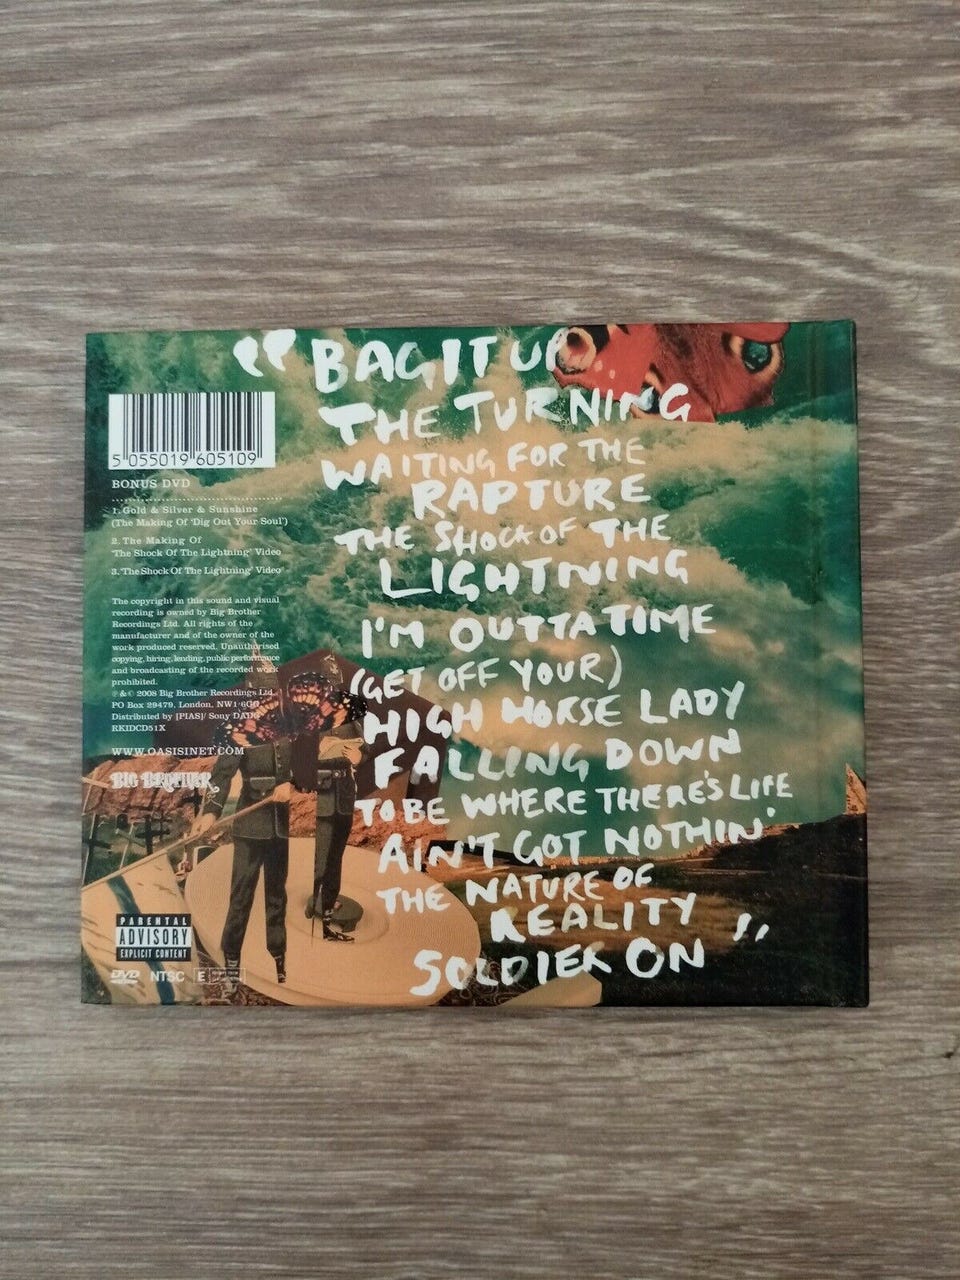 “BAG IT UP
THE TURNING
WAITING FOR THE
RAPTURE
THE SHOCK OF THE
LIGHTNING
I'M OUTTA TIME
(GET OFF YOUR)
HIGH HORSE LADY
FALLING DOWN
TO BE WHERE THERE'S LIFE
AIN'T GOT NOTHIN'
THE NATURE OF
REALITY
SOLDIER ON”
5 055019 605109
BONUS DVD
1. Gold & Silver & Sunshine
(The Making Of 'Dig Out Your Soul')
2. The Making Of
'The Shock Of The Lightning' Video
3. 'The Shock Of The Lightning' Video
The copyright in this sound and visual
recording is owned by Big Brother
Recordings Ltd. All rights of the
manufacturer and of the owner of the
work produced reserved. Unauthorised
copying, hiring, lending, public performance
and broadcasting of the recorded work
prohibited.
℗ & © 2008 Big Brother Recordings Ltd
PO Box 29479, London, NW1 6GG
Distributed by [PIAS]/ Sony DADC
RKIDCD51X
WWW.OASISINET.COM
BIG BROTHER
PARENTAL
ADVISORY
EXPLICIT CONTENT
DVD NTSC E